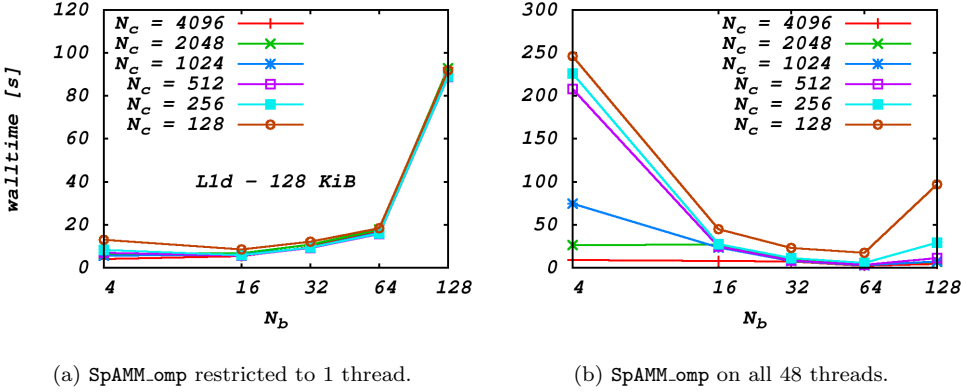 120
100
80
60
40
20
0
walltime [s]
N_c = 4096
N_c = 2048
N_c = 1024
N_c = 512
N_c = 256
N_c = 128
L1d - 128 KiB
4 16 32 64 128
N_b
(a) SpAMM_omp restricted to 1 thread.
300
250
200
150
100
50
0
N_c = 4096
N_c = 2048
N_c = 1024
N_c = 512
N_c = 256
N_c = 128
4 16 32 64 128
N_b
(b) SpAMM_omp on all 48 threads.